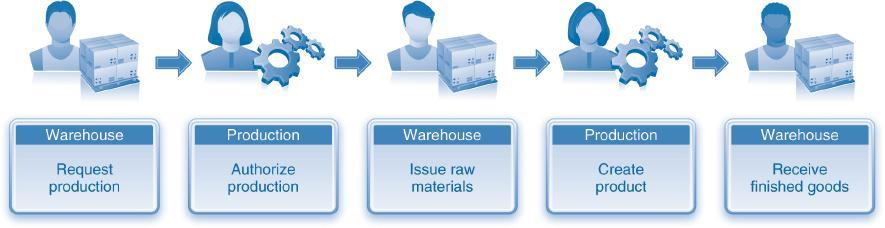 Warehouse
Request
production
Production
Authorize
production
Warehouse
Issue raw
materials
Production
Create
product
Warehouse
Receive
finished goods